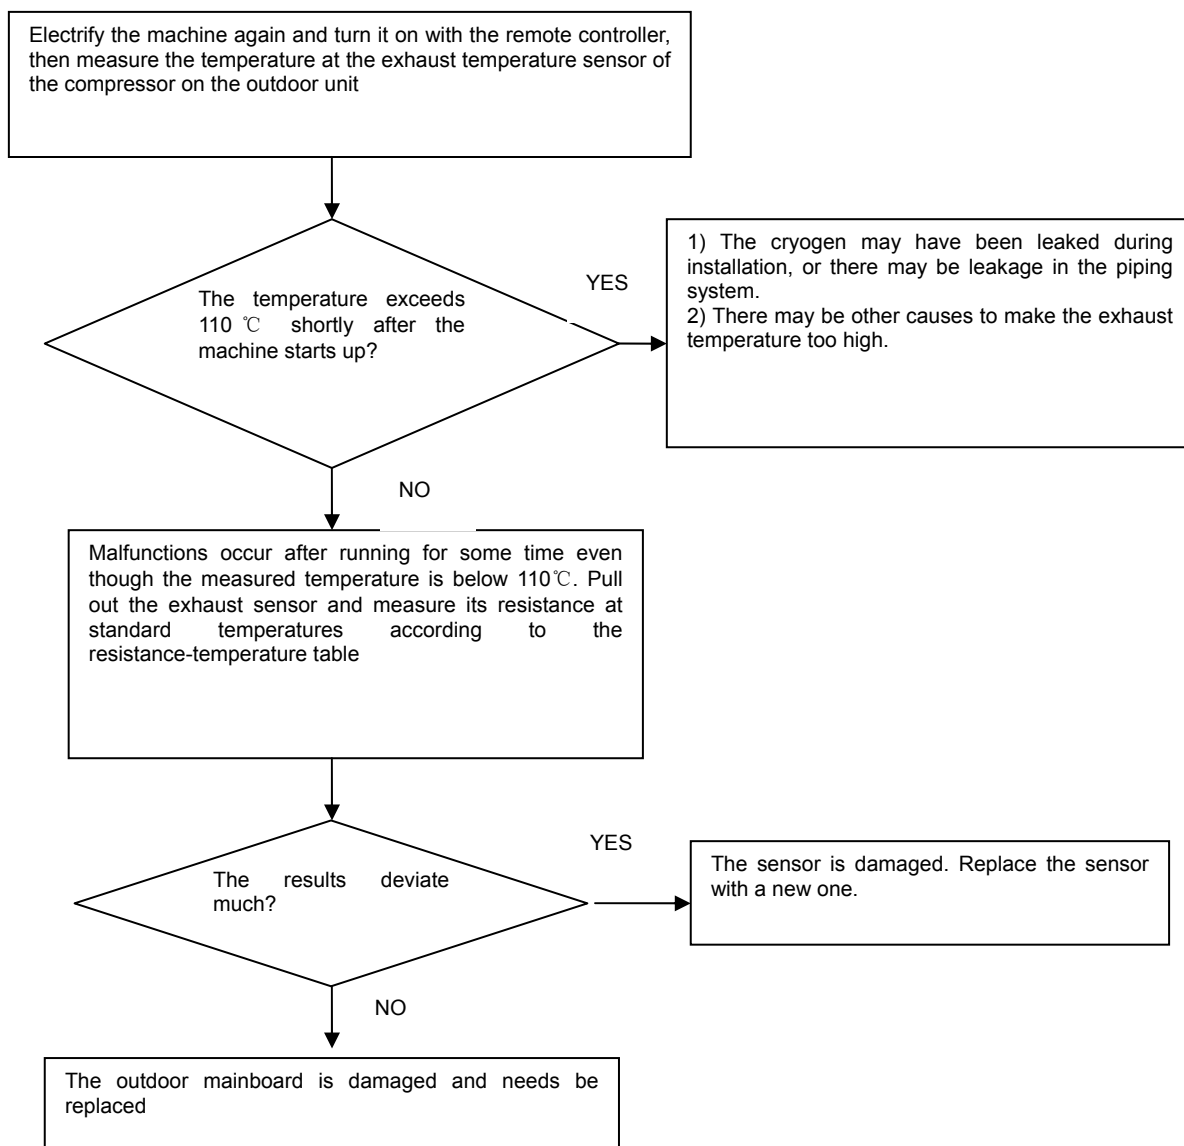 Electrify the machine again and turn it on with the remote controller,
then measure the temperature at the exhaust temperature sensor of
the compressor on the outdoor unit
The temperature exceeds
110 ℃ shortly after the
machine starts up?
YES
1) The cryogen may have been leaked during
installation, or there may be leakage in the piping
system.
2) There may be other causes to make the exhaust
temperature too high.
NO
Malfunctions occur after running for some time even
though the measured temperature is below 110℃. Pull
out the exhaust sensor and measure its resistance at
standard temperatures according to the
resistance-temperature table
The results deviate
much?
YES
The sensor is damaged. Replace the sensor
with a new one.
NO
The outdoor mainboard is damaged and needs be
replaced